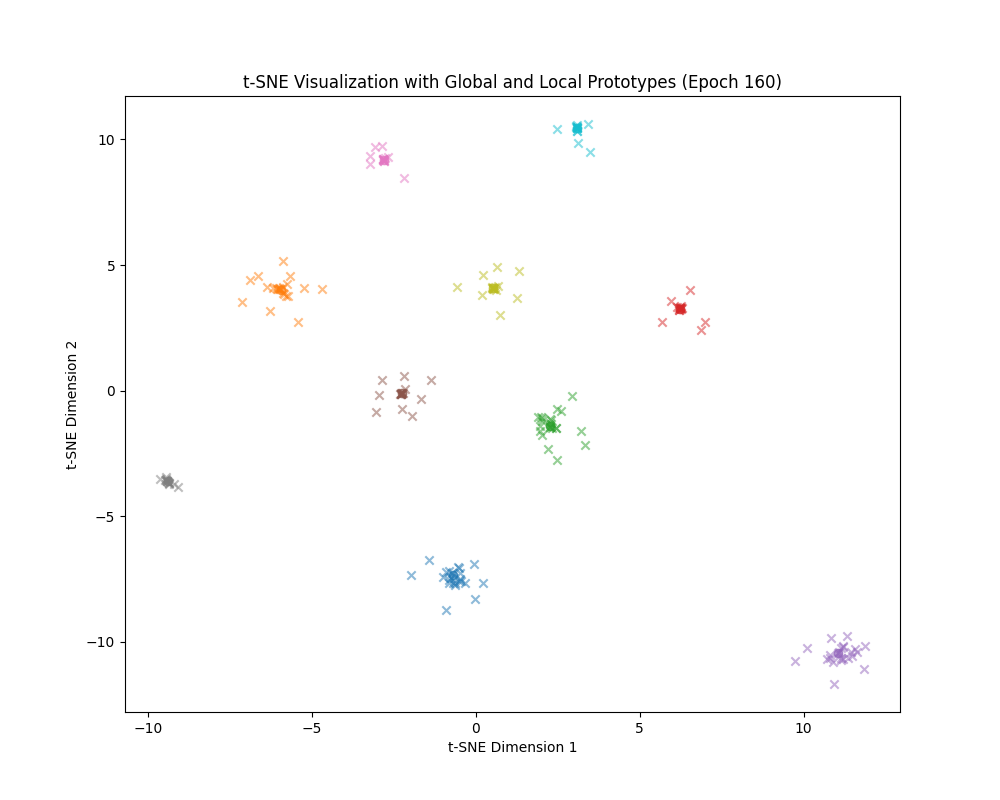 t-SNE Visualization with Global and Local Prototypes (Epoch 160)
10
5
0
−5
−10
t-SNE Dimension 2
−10 −5 0 5 10
t-SNE Dimension 1